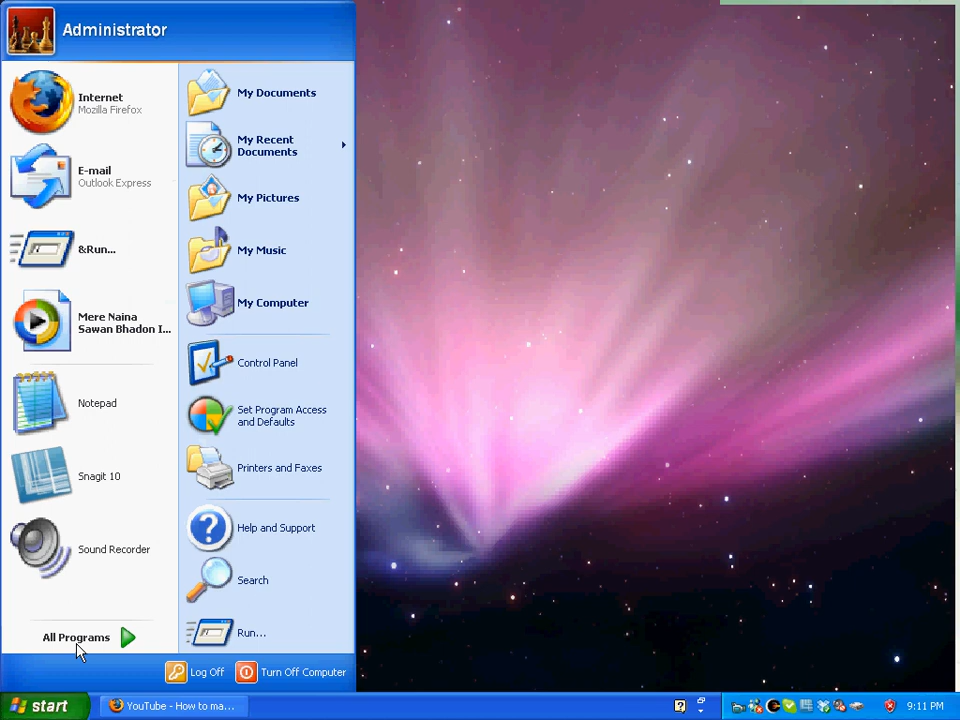 Administrator
Internet
Mozilla Firefox
E-mail
Outlook Express
&Run...
Mere Naina
Sawan Bhadon I...
Notepad
Snagit 10
Sound Recorder
All Programs
My Documents
My Recent
Documents
My Pictures
My Music
My Computer
Control Panel
Set Program Access
and Defaults
Printers and Faxes
Help and Support
Search
Run...
Log Off
Turn Off Computer
start
YouTube - How to ma...
9:11 PM